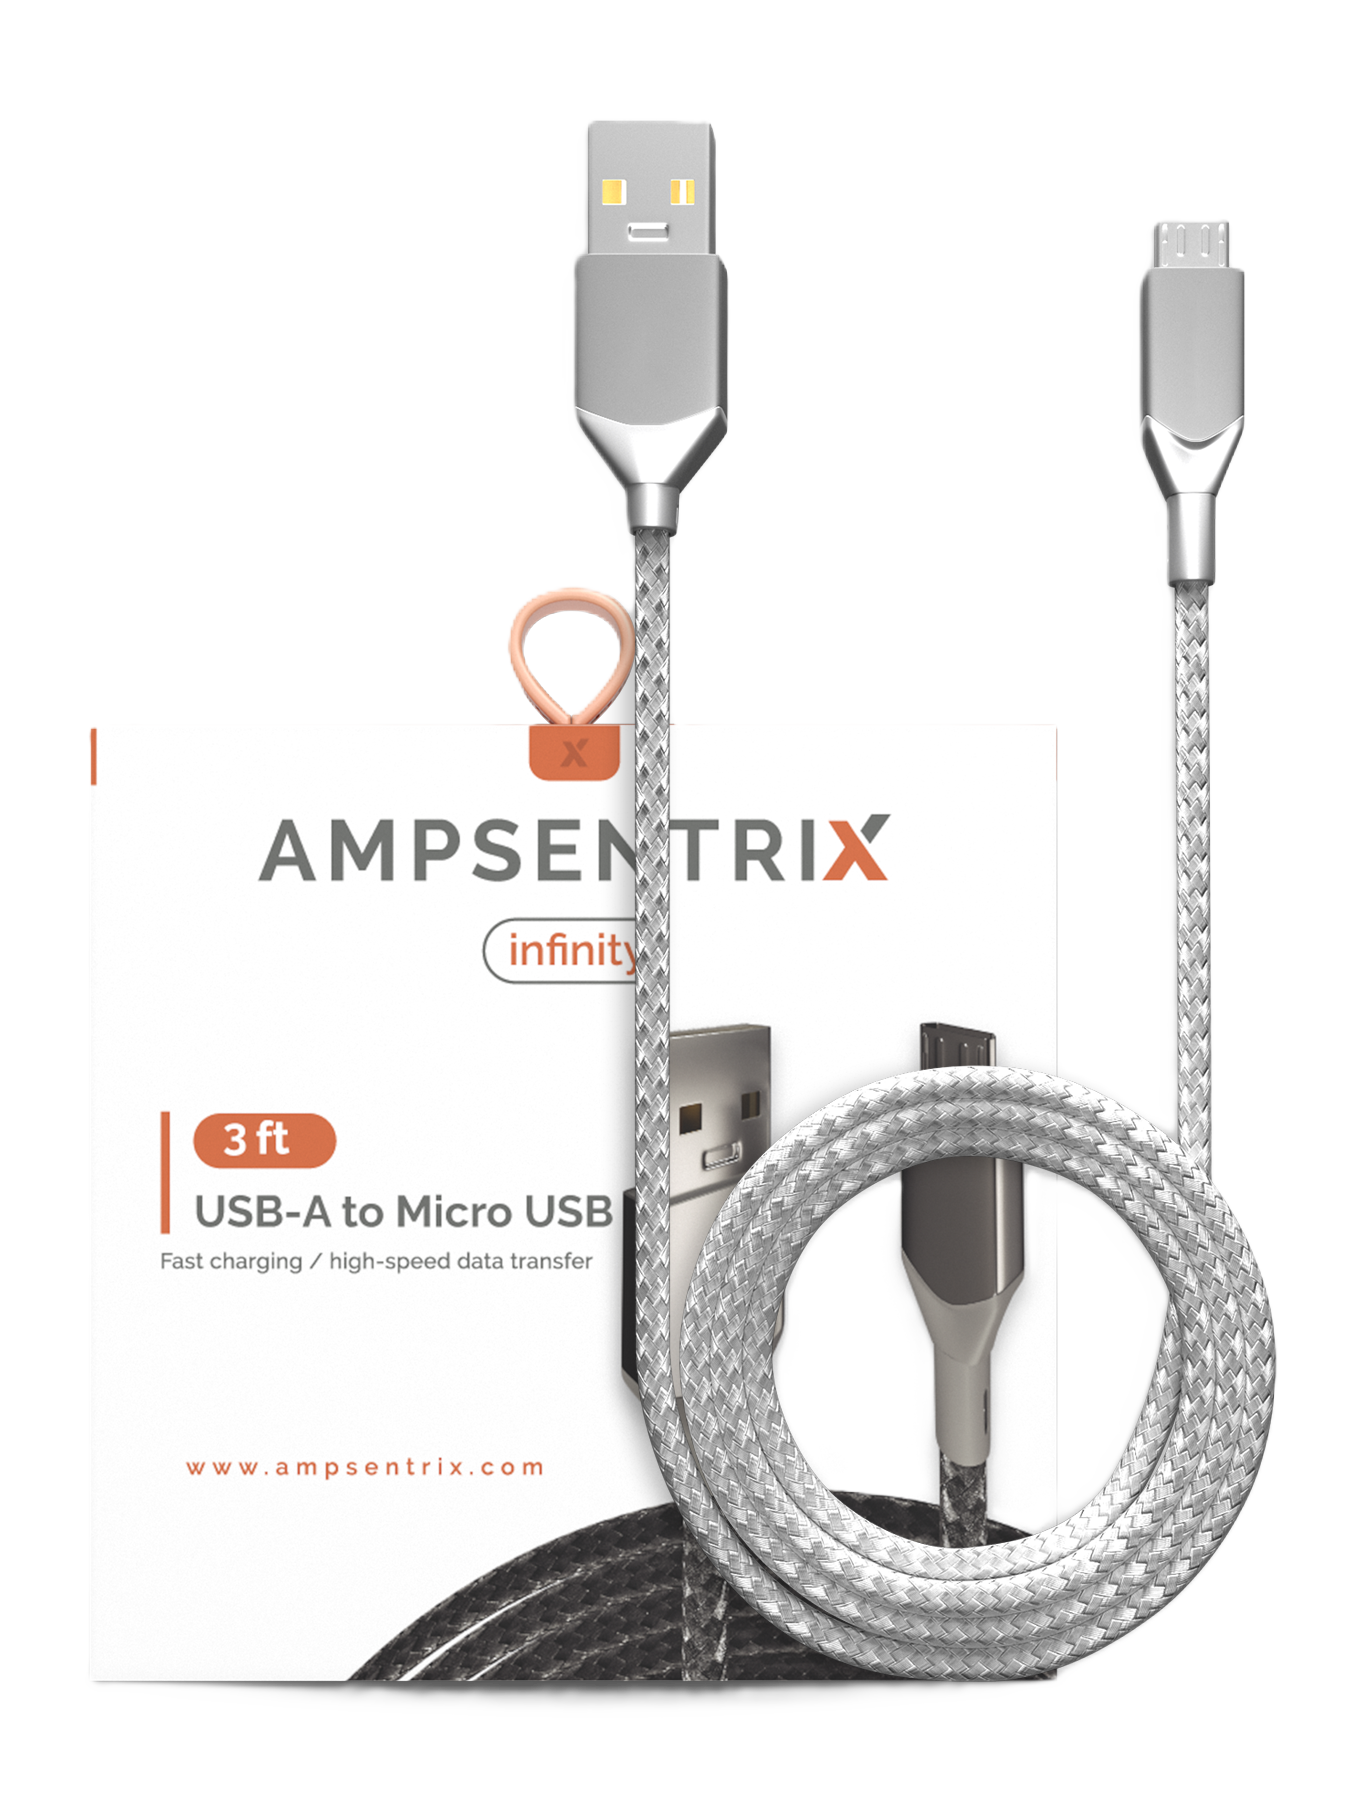 AMPSENTRIX
infinity
3 ft
USB-A to Micro USB
Fast charging / high-speed data transfer
www.ampsentrix.com